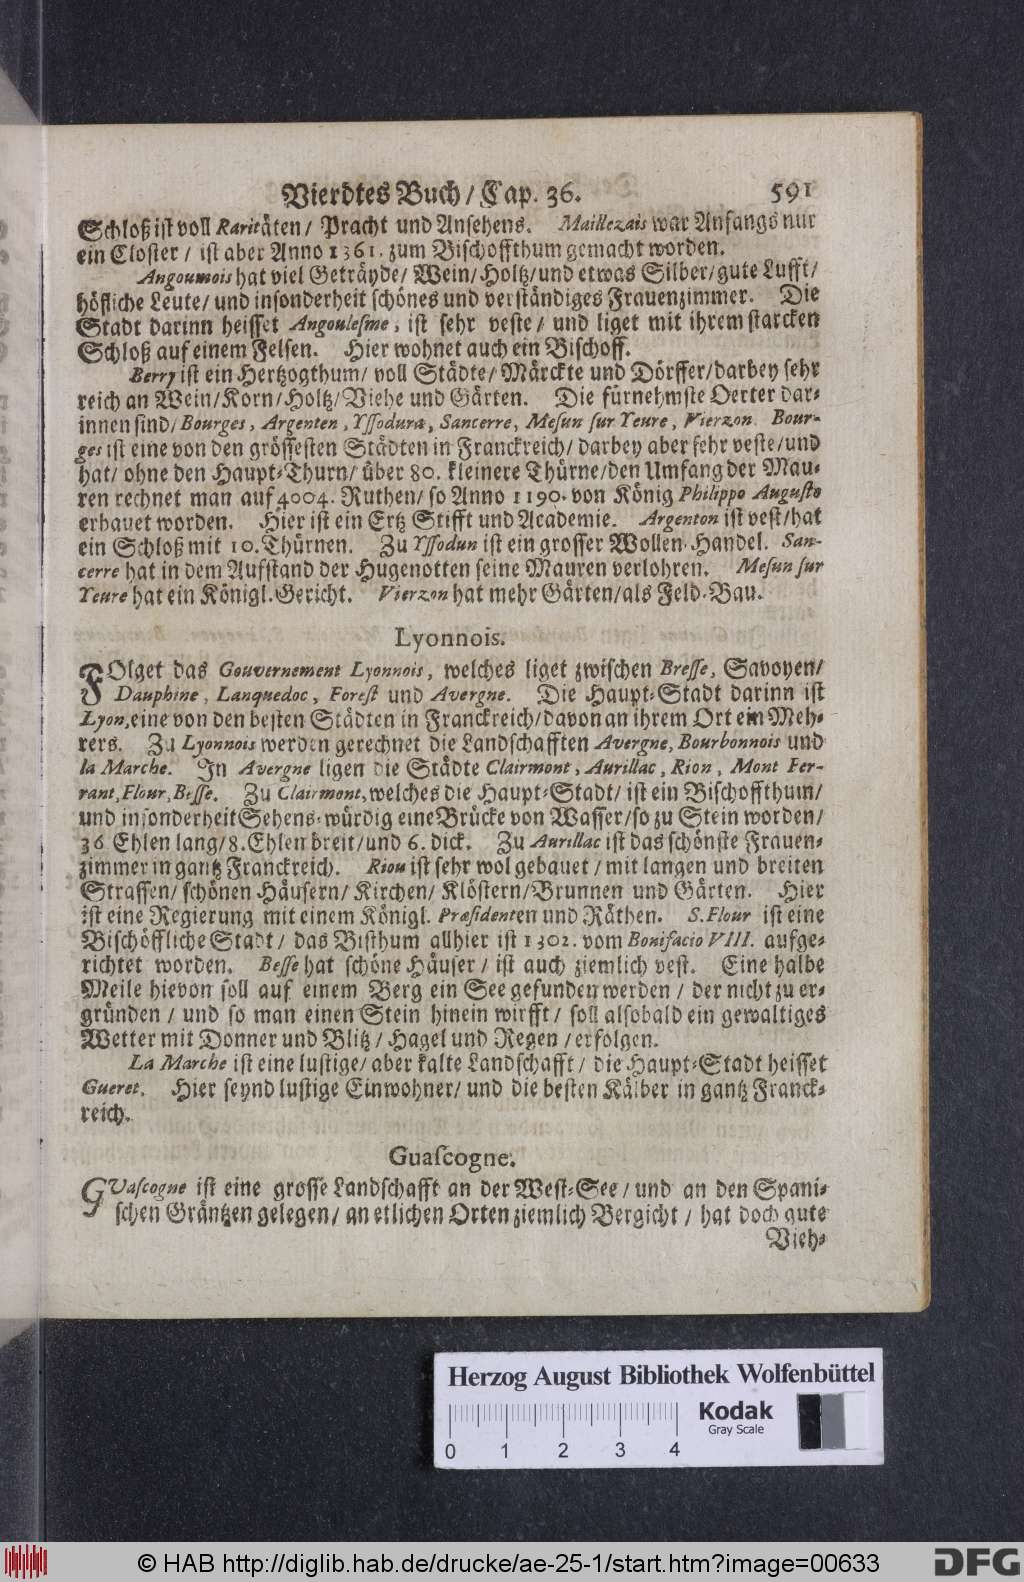 Vierdtes Buch / Cap. 36. 591
Schloß ist voll Raritäten / Pracht und Ansehens. Maillezais war Anfangs nur
ein Closter / ist aber Anno 1361. zum Bischoffthum gemacht worden.
Angoumois hat viel Geträyde / Wein / Holtz / und etwas Silber / gute Lufft /
höfliche Leute / und insonderheit schönes und verständiges Frauenzimmer. Die
Stadt darinn heisset Angoulesme, ist sehr veste / und liget mit ihrem starcken
Schloß auf einem Felsen. Hier wohnet auch ein Bischoff.
Berry ist ein Hertzogthum / voll Städte / Märckte und Dörffer / darbey sehr
reich an Wein / Korn / Holtz / Viehe und Gärten. Die fürnehmste Oerter dar-
innen sind / Bourges, Argenten, Yssodura, Sancerre, Mesun sur Yeure, Vierzon. Bour-
ges ist eine von den grössesten Städten in Franckreich / darbey aber sehr veste / und
hat / ohne den Haupt-Thurn / über 80. kleinere Thürne / den Umfang der Mau-
ren rechnet man auf 4004. Ruthen / so Anno 1190. von König Philippo Augusto
erbauet worden. Hier ist ein Ertz Stifft und Academie. Argenton ist vest / hat
ein Schloß mit 10. Thürnen. Zu Yssodun ist ein grosser Wollen-Handel. San-
cerre hat in dem Aufstand der Hugenotten seine Mauren verlohren. Mesun sur
Yeure hat ein Königl. Gericht. Vierzon hat mehr Gärten / als Feld-Bau.
Lyonnois.
FOlget das Gouvernement Lyonnois, welches liget zwischen Bresse, Savoyen /
Dauphine, Lanquedoc, Forest und Avergne. Die Haupt-Stadt darinn ist
Lyon, eine von den besten Städten in Franckreich / davon an ihrem Ort ein Meh-
rers. Zu Lyonnois werden gerechnet die Landschafften Avergne, Bourbonnois und
la Marche. In Avergne ligen die Städte Clairmont, Aurillac, Rion, Mont Fer-
rant, Flour, Besse. Zu Clairmont, welches die Haupt-Stadt / ist ein Bischoffthum /
und insonderheit Sehens-würdig eine Brücke von Wasser / so zu Stein worden /
36 Ehlen lang / 8. Ehlen breit / und 6. dick. Zu Aurillac ist das schönste Frauen-
zimmer in gantz Franckreich. Riou ist sehr wol gebauet / mit langen und breiten
Strassen / schönen Häusern / Kirchen / Klöstern / Brunnen und Gärten. Hier
ist eine Regierung mit einem Königl. Præsidenten und Räthen. S. Flour ist eine
Bischöffliche Stadt / das Bisthum allhier ist 1302. vom Bonifacio VIII. aufge-
richtet worden. Besse hat schöne Häuser / ist auch ziemlich vest. Eine halbe
Meile hievon soll auf einem Berg ein See gefunden werden / der nicht zu er-
gründen / und so man einen Stein hinein wirfft / soll alsobald ein gewaltiges
Wetter mit Donner und Blitz / Hagel und Regen / erfolgen.
La Marche ist eine lustige / aber kalte Landschafft / die Haupt-Stadt heisset
Gueret. Hier seynd lustige Einwohner / und die besten Kälber in gantz Franck-
reich.
Guascogne.
GVascogne ist eine grosse Landschafft an der West-See / und an den Spani-
schen Gräntzen gelegen / an etlichen Orten ziemlich Bergicht / hat doch gute
Vieh-
Herzog August Bibliothek Wolfenbüttel
Kodak
Gray Scale
0 1 2 3 4
© HAB http://diglib.hab.de/drucke/ae-25-1/start.htm?image=00633
DFG